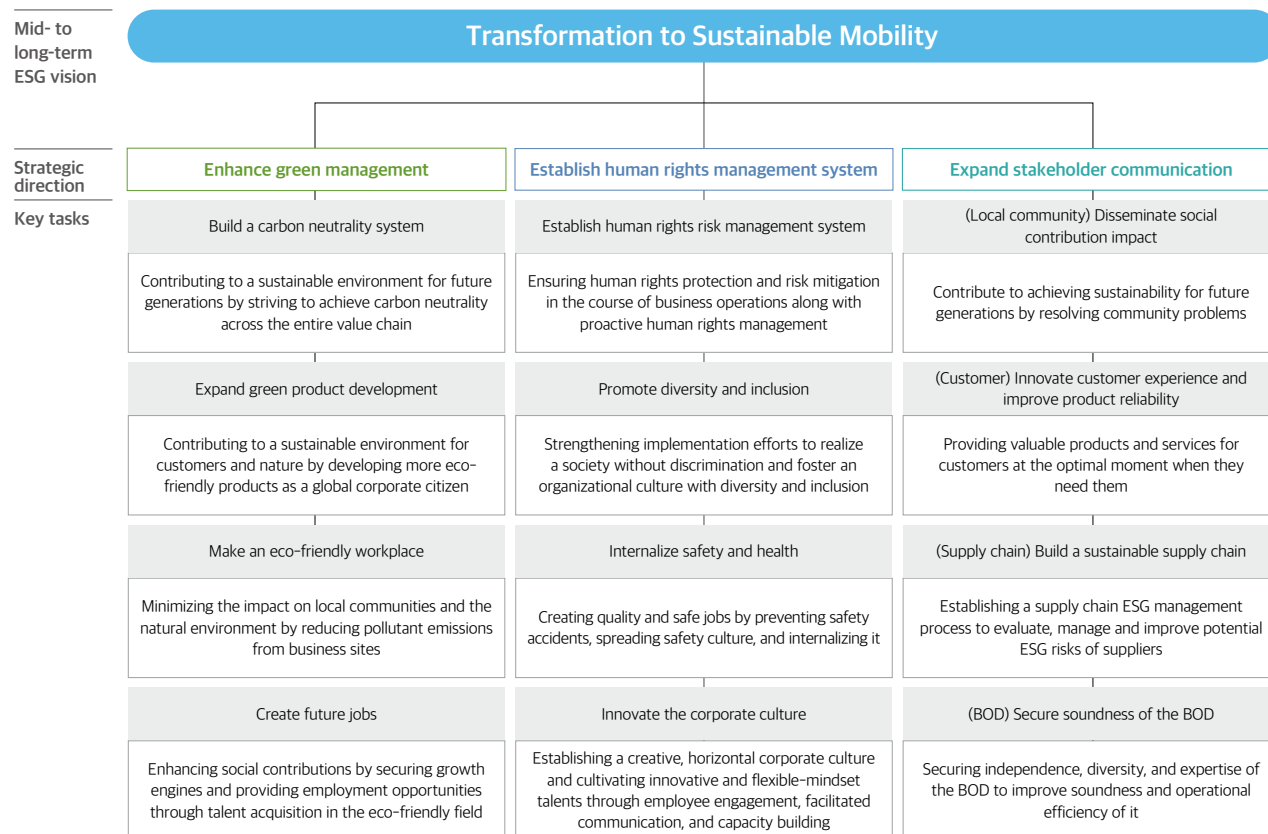 Mid- to
long-term
ESG vision
Transformation to Sustainable Mobility
Strategic
direction
Enhance green management
Establish human rights management system
Expand stakeholder communication
Key tasks
Build a carbon neutrality system
Contributing to a sustainable environment for future
generations by striving to achieve carbon neutrality
across the entire value chain
Expand green product development
Contributing to a sustainable environment for
customers and nature by developing more eco-
friendly products as a global corporate citizen
Make an eco-friendly workplace
Minimizing the impact on local communities and the
natural environment by reducing pollutant emissions
from business sites
Create future jobs
Enhancing social contributions by securing growth
engines and providing employment opportunities
through talent acquisition in the eco-friendly field
Establish human rights risk management system
Ensuring human rights protection and risk mitigation
in the course of business operations along with
proactive human rights management
Promote diversity and inclusion
Strengthening implementation efforts to realize
a society without discrimination and foster an
organizational culture with diversity and inclusion
Internalize safety and health
Creating quality and safe jobs by preventing safety
accidents, spreading safety culture, and internalizing it
Innovate the corporate culture
Establishing a creative, horizontal corporate culture
and cultivating innovative and flexible-mindset
talents through employee engagement, facilitated
communication, and capacity building
(Local community) Disseminate social
contribution impact
Contribute to achieving sustainability for future
generations by resolving community problems
(Customer) Innovate customer experience and
improve product reliability
Providing valuable products and services for
customers at the optimal moment when they
need them
(Supply chain) Build a sustainable supply chain
Establishing a supply chain ESG management
process to evaluate, manage and improve potential
ESG risks of suppliers
(BOD) Secure soundness of the BOD
Securing independence, diversity, and expertise of
the BOD to improve soundness and operational
efficiency of it